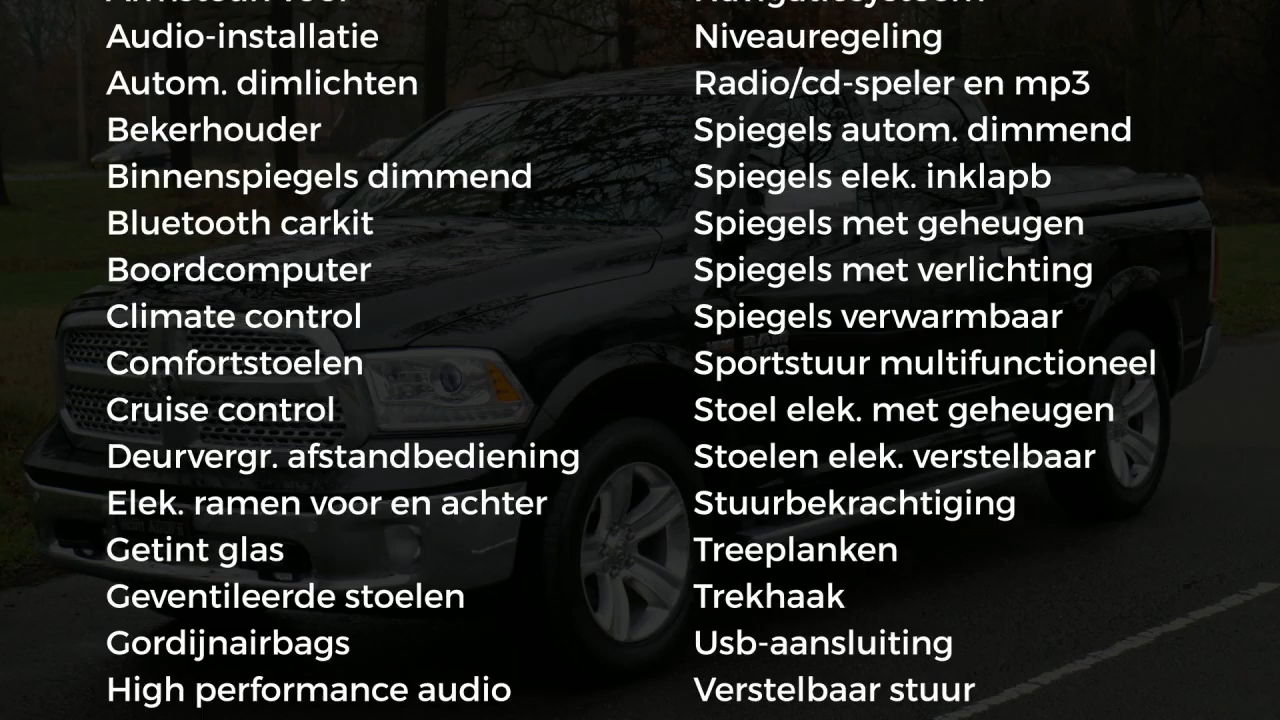 Audio-installatie
Autom. dimlichten
Bekerhouder
Binnenspiegels dimmend
Bluetooth carkit
Boordcomputer
Climate control
Comfortstoelen
Cruise control
Deurvergr. afstandbediening
Elek. ramen voor en achter
Getint glas
Geventileerde stoelen
Gordijnairbags
High performance audio
Navigatiesysteem
Niveauregeling
Radio/cd-speler en mp3
Spiegels autom. dimmend
Spiegels elek. inklapb
Spiegels met geheugen
Spiegels met verlichting
Spiegels verwarmbaar
Sportstuur multifunctioneel
Stoel elek. met geheugen
Stoelen elek. verstelbaar
Stuurbekrachtiging
Treeplanken
Trekhaak
Usb-aansluiting
Verstelbaar stuur